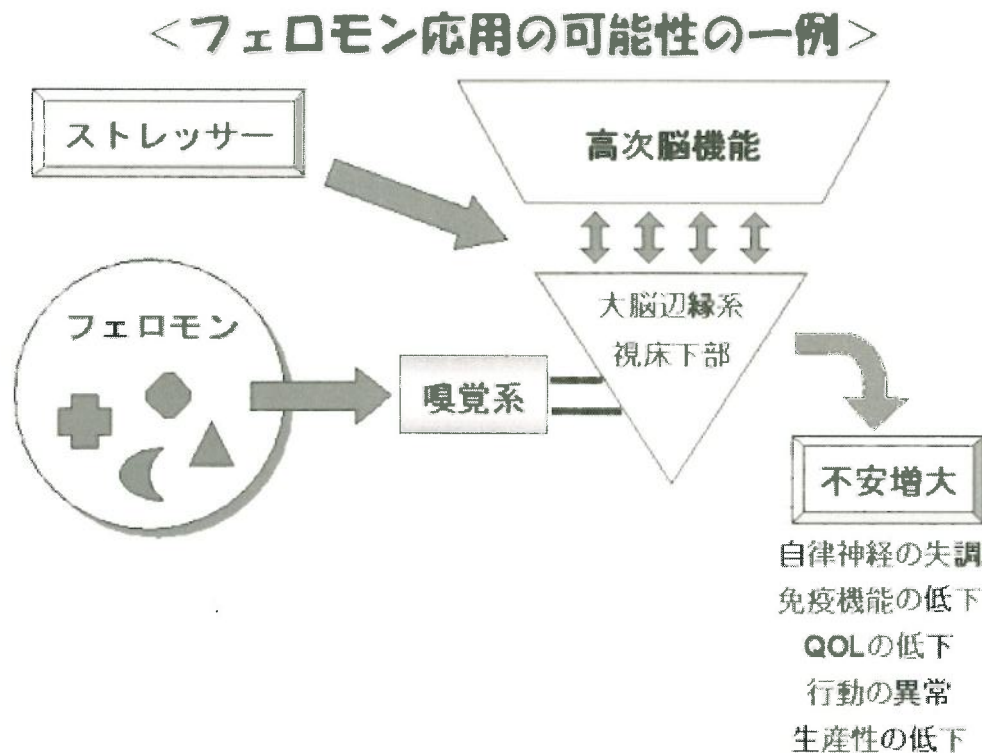 ＜フェロモン応用の可能性の一例＞
ストレッサー
高次脳機能
大脳辺縁系
視床下部
フェロモン
嗅覚系
不安増大
自律神経の失調
免疫機能の低下
QOLの低下
行動の異常
生産性の低下